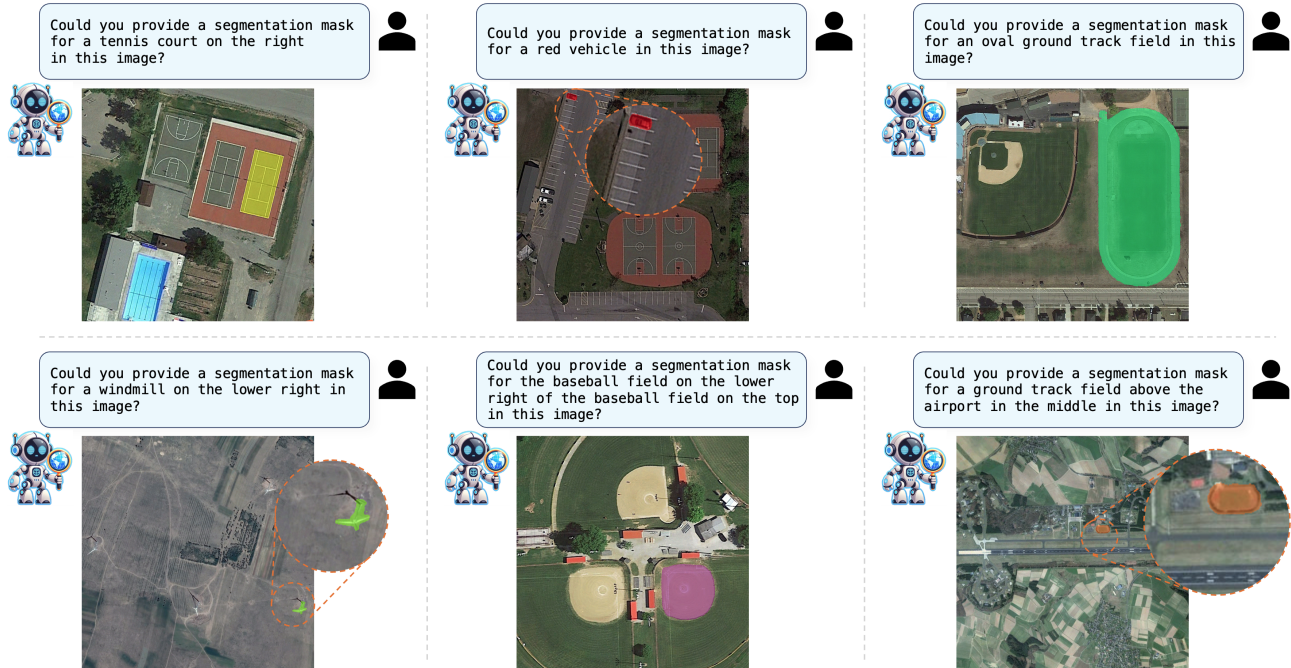 Could you provide a segmentation mask
for a tennis court on the right
in this image?
Could you provide a segmentation mask
for a red vehicle in this image?
Could you provide a segmentation mask
for an oval ground track field in this
image?
Could you provide a segmentation mask
for a windmill on the lower right in
this image?
Could you provide a segmentation mask
for the baseball field on the lower
right of the baseball field on the top
in this image?
Could you provide a segmentation mask
for a ground track field above the
airport in the middle in this image?